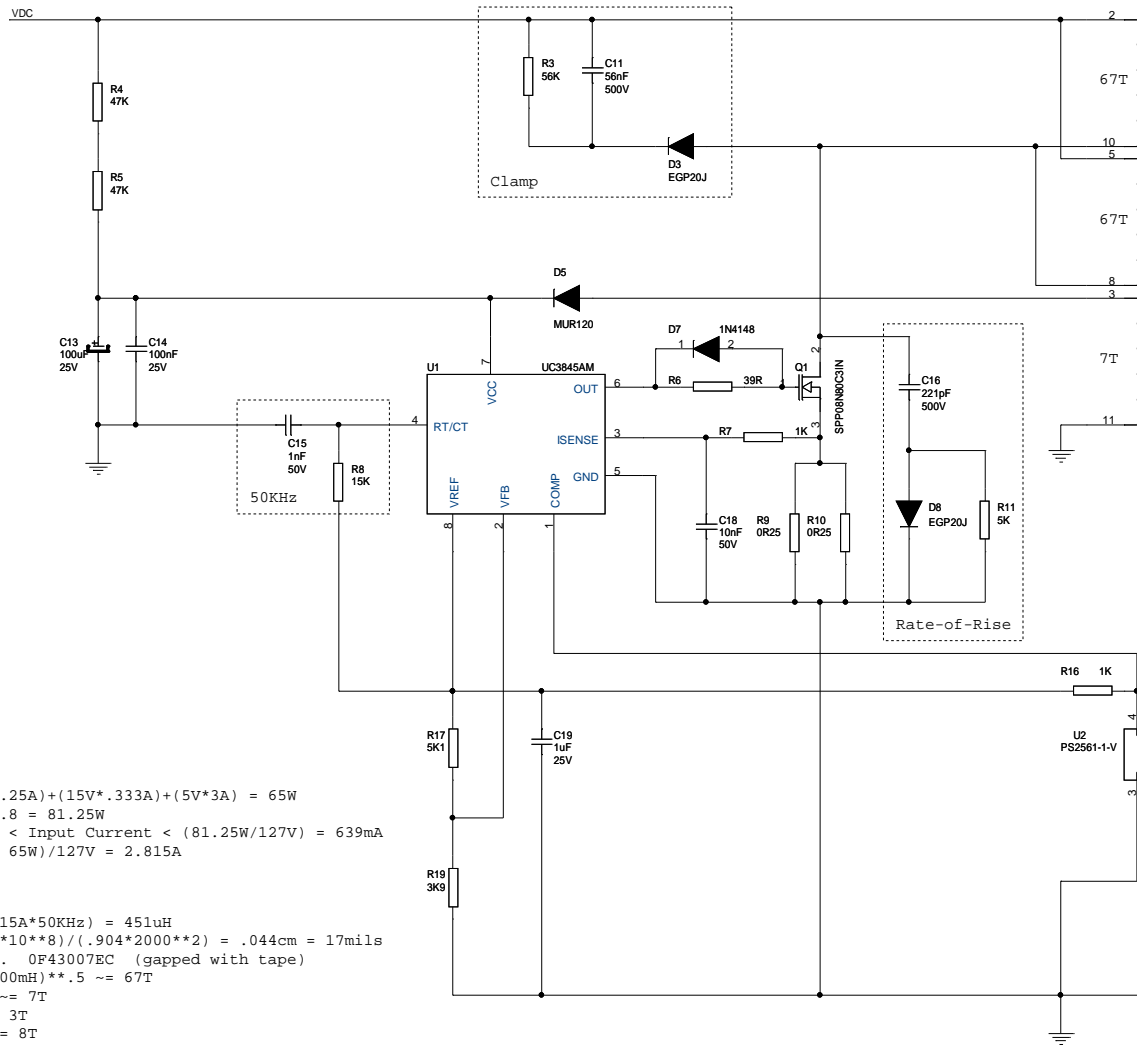 VDC
2
R3
56K
C11
56nF
500V
67T
R4
47K
10
5
D3
EGP20J
Clamp
R5
47K
67T
D5
8
3
MUR120
C13
100uF
25V
+
C14
100nF
25V
D7
1N4148
1
2
7
2
7T
U1
UC3845AM
Q1
VCC
OUT
6
R6
39R
1
SPP08N80C3IN
C16
221pF
500V
4
RT/CT
11
C15
1nF
50V
R8
15K
ISENSE
3
R7
1K
3
50KHz
GND
5
VREF
VFB
COMP
8
2
1
C18
10nF
50V
R9
0R25
R10
0R25
D8
EGP20J
R11
5K
Rate-of-Rise
R16
1K
4
R17
5K1
C19
1uF
25V
U2
PS2561-1-V
3
.25A)+(15V*.333A)+(5V*3A) = 65W
.8 = 81.25W
< Input Current < (81.25W/127V) = 639mA
65W)/127V = 2.815A
R19
3K9
15A*50KHz) = 451uH
*10**8)/(.904*2000**2) = .044cm = 17mils
. 0F43007EC (gapped with tape)
00mH)**.5 ~= 67T
~= 7T
3T
= 8T